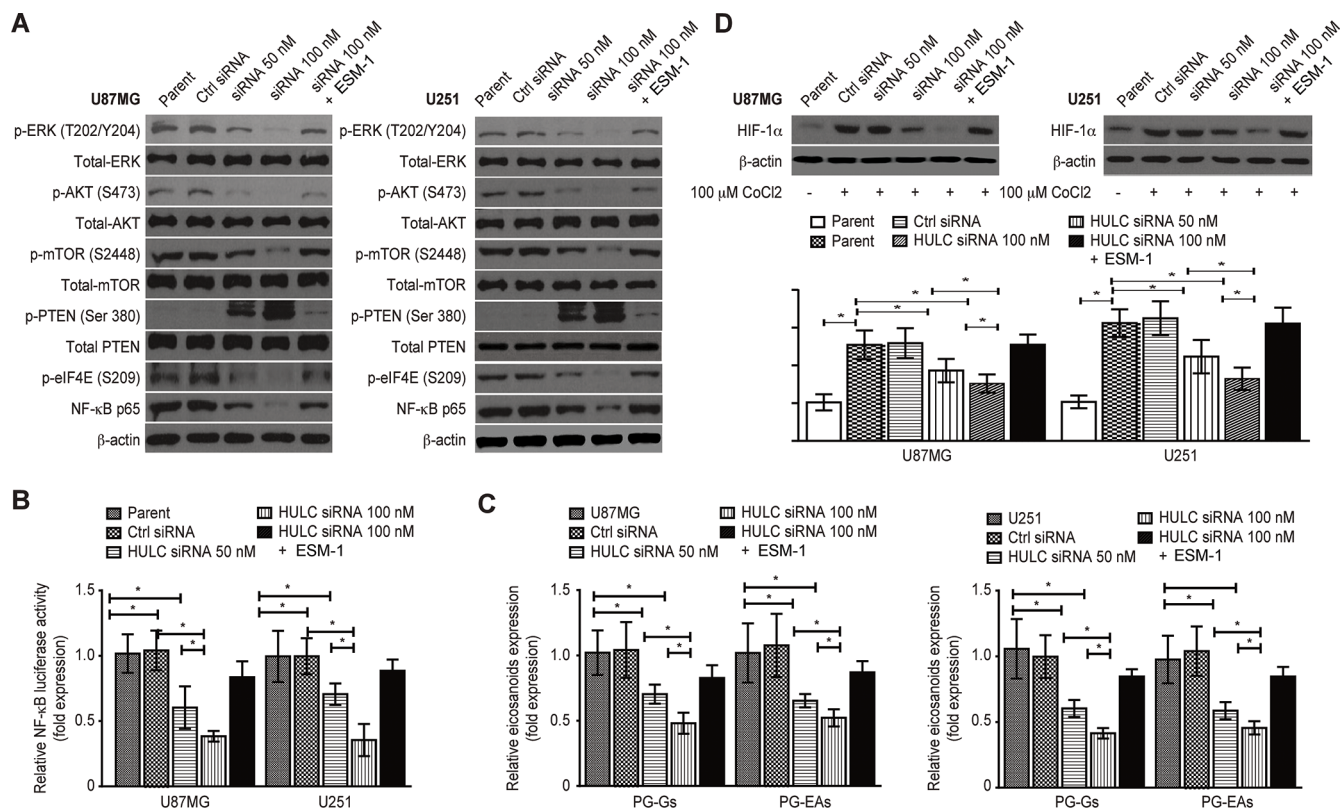 A
U87MG
Parent
Ctrl siRNA
siRNA 50 nM
siRNA 100 nM
siRNA 100 nM
+ ESM-1
p-ERK (T202/Y204)
Total-ERK
p-AKT (S473)
Total-AKT
p-mTOR (S2448)
Total-mTOR
p-PTEN (Ser 380)
Total PTEN
p-eIF4E (S209)
NF-κB p65
β-actin
U251
Parent
Ctrl siRNA
siRNA 50 nM
siRNA 100 nM
siRNA 100 nM
+ ESM-1
p-ERK (T202/Y204)
Total-ERK
p-AKT (S473)
Total-AKT
p-mTOR (S2448)
Total-mTOR
p-PTEN (Ser 380)
Total PTEN
p-eIF4E (S209)
NF-κB p65
β-actin
D
U87MG
Parent
Ctrl siRNA
siRNA 50 nM
siRNA 100 nM
siRNA 100 nM
+ ESM-1
HIF-1α
β-actin
100 μM CoCl2 - + + + + +
U251
Parent
Ctrl siRNA
siRNA 50 nM
siRNA 100 nM
siRNA 100 nM
+ ESM-1
HIF-1α
β-actin
100 μM CoCl2 - + + + + +
Parent
Ctrl siRNA
HULC siRNA 50 nM
Parent
HULC siRNA 100 nM
HULC siRNA 100 nM
+ ESM-1
* * * * *
* * * * *
U87MG
U251
B
Parent
Ctrl siRNA
HULC siRNA 50 nM
HULC siRNA 100 nM
HULC siRNA 100 nM
+ ESM-1
Relative NF-κB luciferase activity
(fold expression)
1.5
1.0
0.5
0
* * * *
* * * *
U87MG
U251
C
U87MG
Ctrl siRNA
HULC siRNA 50 nM
HULC siRNA 100 nM
HULC siRNA 100 nM
+ ESM-1
Relative eicosanoids expression
(fold expression)
1.5
1.0
0.5
0
* * * *
* * * *
PG-Gs
PG-EAs
U251
Ctrl siRNA
HULC siRNA 50 nM
HULC siRNA 100 nM
HULC siRNA 100 nM
+ ESM-1
Relative eicosanoids expression
(fold expression)
1.5
1.0
0.5
0
* * * *
* * * *
PG-Gs
PG-EAs